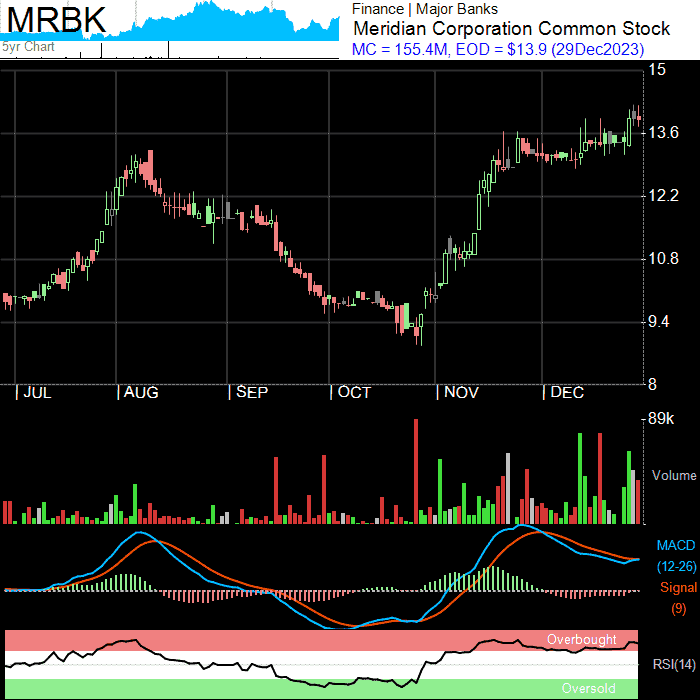 MRBK
5yr Chart
Finance | Major Banks
Meridian Corporation Common Stock
MC = 155.4M, EOD = $13.9 (29Dec2023)
15
13.6
12.2
10.8
9.4
8
| JUL | AUG | SEP | OCT | NOV | DEC
89k
Volume
MACD
(12-26)
Signal
(9)
Overbought
RSI(14)
Oversold